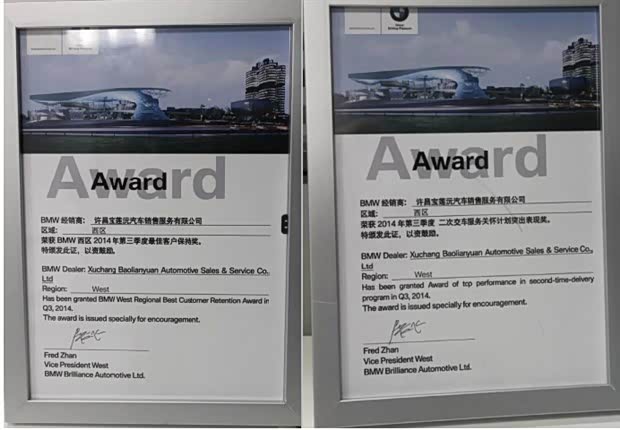 Award
Award
BMW 经销商: 许昌宝莲沅汽车销售服务有限公司
区域: 西区
荣获 BMW 西区 2014 年第三季度最佳客户保持奖。
特颁发此证，以资鼓励。
BMW Dealer: Xuchang Baolianyuan Automotive Sales & Service Co., Ltd
Region: West
Has been granted BMW West Regional Best Customer Retention Award in
Q3, 2014.
The award is issued specially for encouragement.
Fred Zhan
Vice President West
BMW Brilliance Automotive Ltd.
Award
Award
BMW 经销商: 许昌宝莲沅汽车销售服务有限公司
区域: 西区
荣获 2014 年第三季度 二次交车服务关怀计划突出表现奖。
特颁发此证，以资鼓励。
BMW Dealer: Xuchang Baolianyuan Automotive Sales & Service Co.,
Ltd
Region: West
Has been granted Award of top performance in second-time-delivery
program in Q3, 2014.
The award is issued specially for encouragement.
Fred Zhan
Vice President West
BMW Brilliance Automotive Ltd.